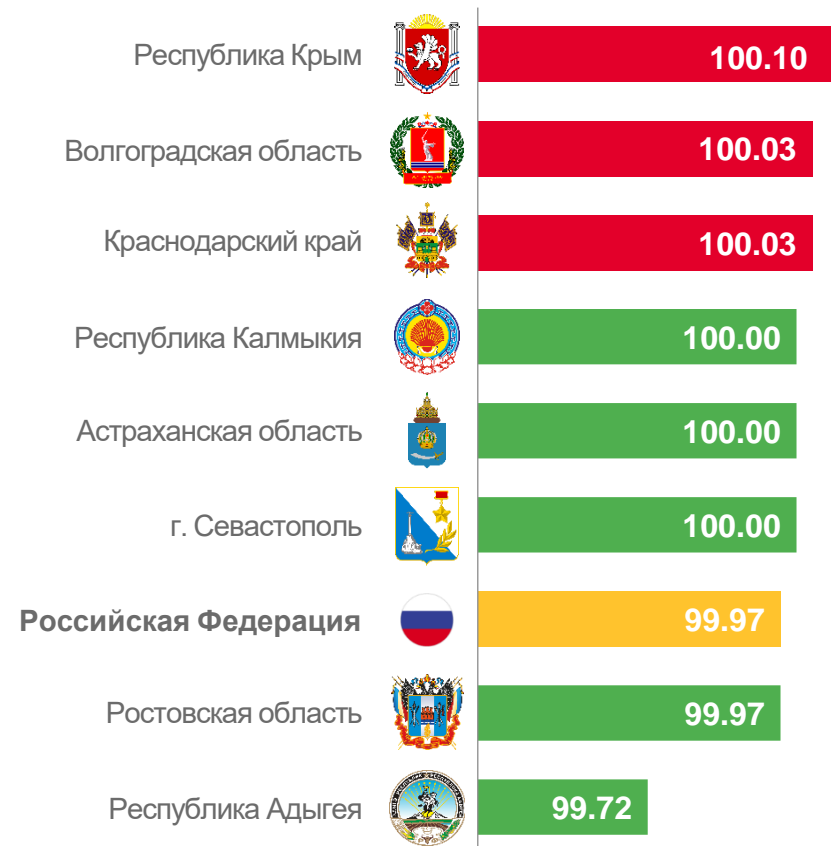 Республика Крым 100.10
Волгоградская область 100.03
Краснодарский край 100.03
Республика Калмыкия 100.00
Астраханская область 100.00
г. Севастополь 100.00
Российская Федерация 99.97
Ростовская область 99.97
Республика Адыгея 99.72